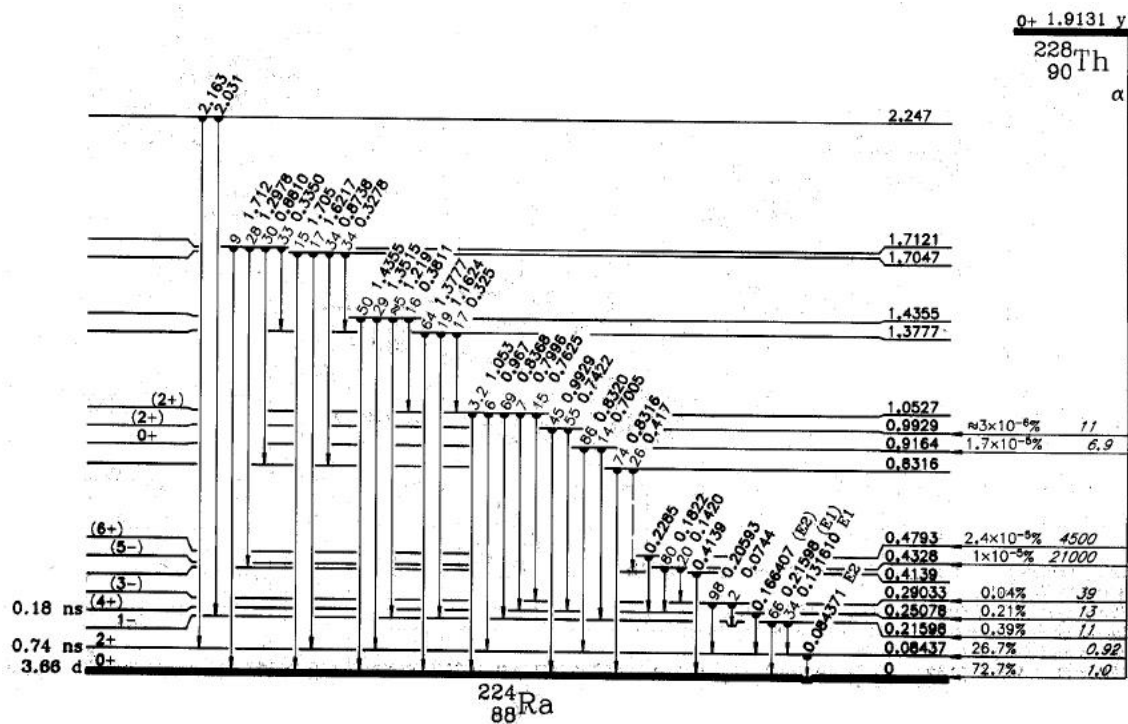 0+ 1.9131 y
228
90 Th
α
2.163
2.031
2.247
9 1.712
28 1.2978
30 0.8810
33 0.3350
15 1.705
17 1.6217
34 0.8738
34 0.3278
1.7121
1.7047
50 1.4355
29 1.3515
≈5 1.219
16 0.3811
64 1.3777
19 1.1624
17 0.325
1.4355
1.3777
3.2 1.053
6 0.967
69 0.8368
7 0.7996
15 0.7625
45 0.9929
55 0.7422
86 0.8320
14 0.7005
74 0.8316
26 0.417
(2+) 1.0527
(2+) 0.9929 ≈3×10⁻⁶% 11
0+ 0.9164 1.7×10⁻⁵% 6.9
0.8316
0.2285
80 0.1822
20 0.1420
0.4139
98 0.20593
2 0.0744
0.166407 (E2)
66 0.21598 (E1)
34 0.131610 E1
0.084371 E2
(6+) 0.4793 2.4×10⁻⁵% 4500
(5-) 0.4328 1×10⁻⁵% 21000
0.4139
(3-) 0.29033 0.04% 39
0.18 ns (4+) 0.25078 0.21% 13
1- 0.21598 0.39% 11
0.74 ns 2+ 0.08437 26.7% 0.92
3.66 d 0+ 0 72.7% 1.0
224
88 Ra